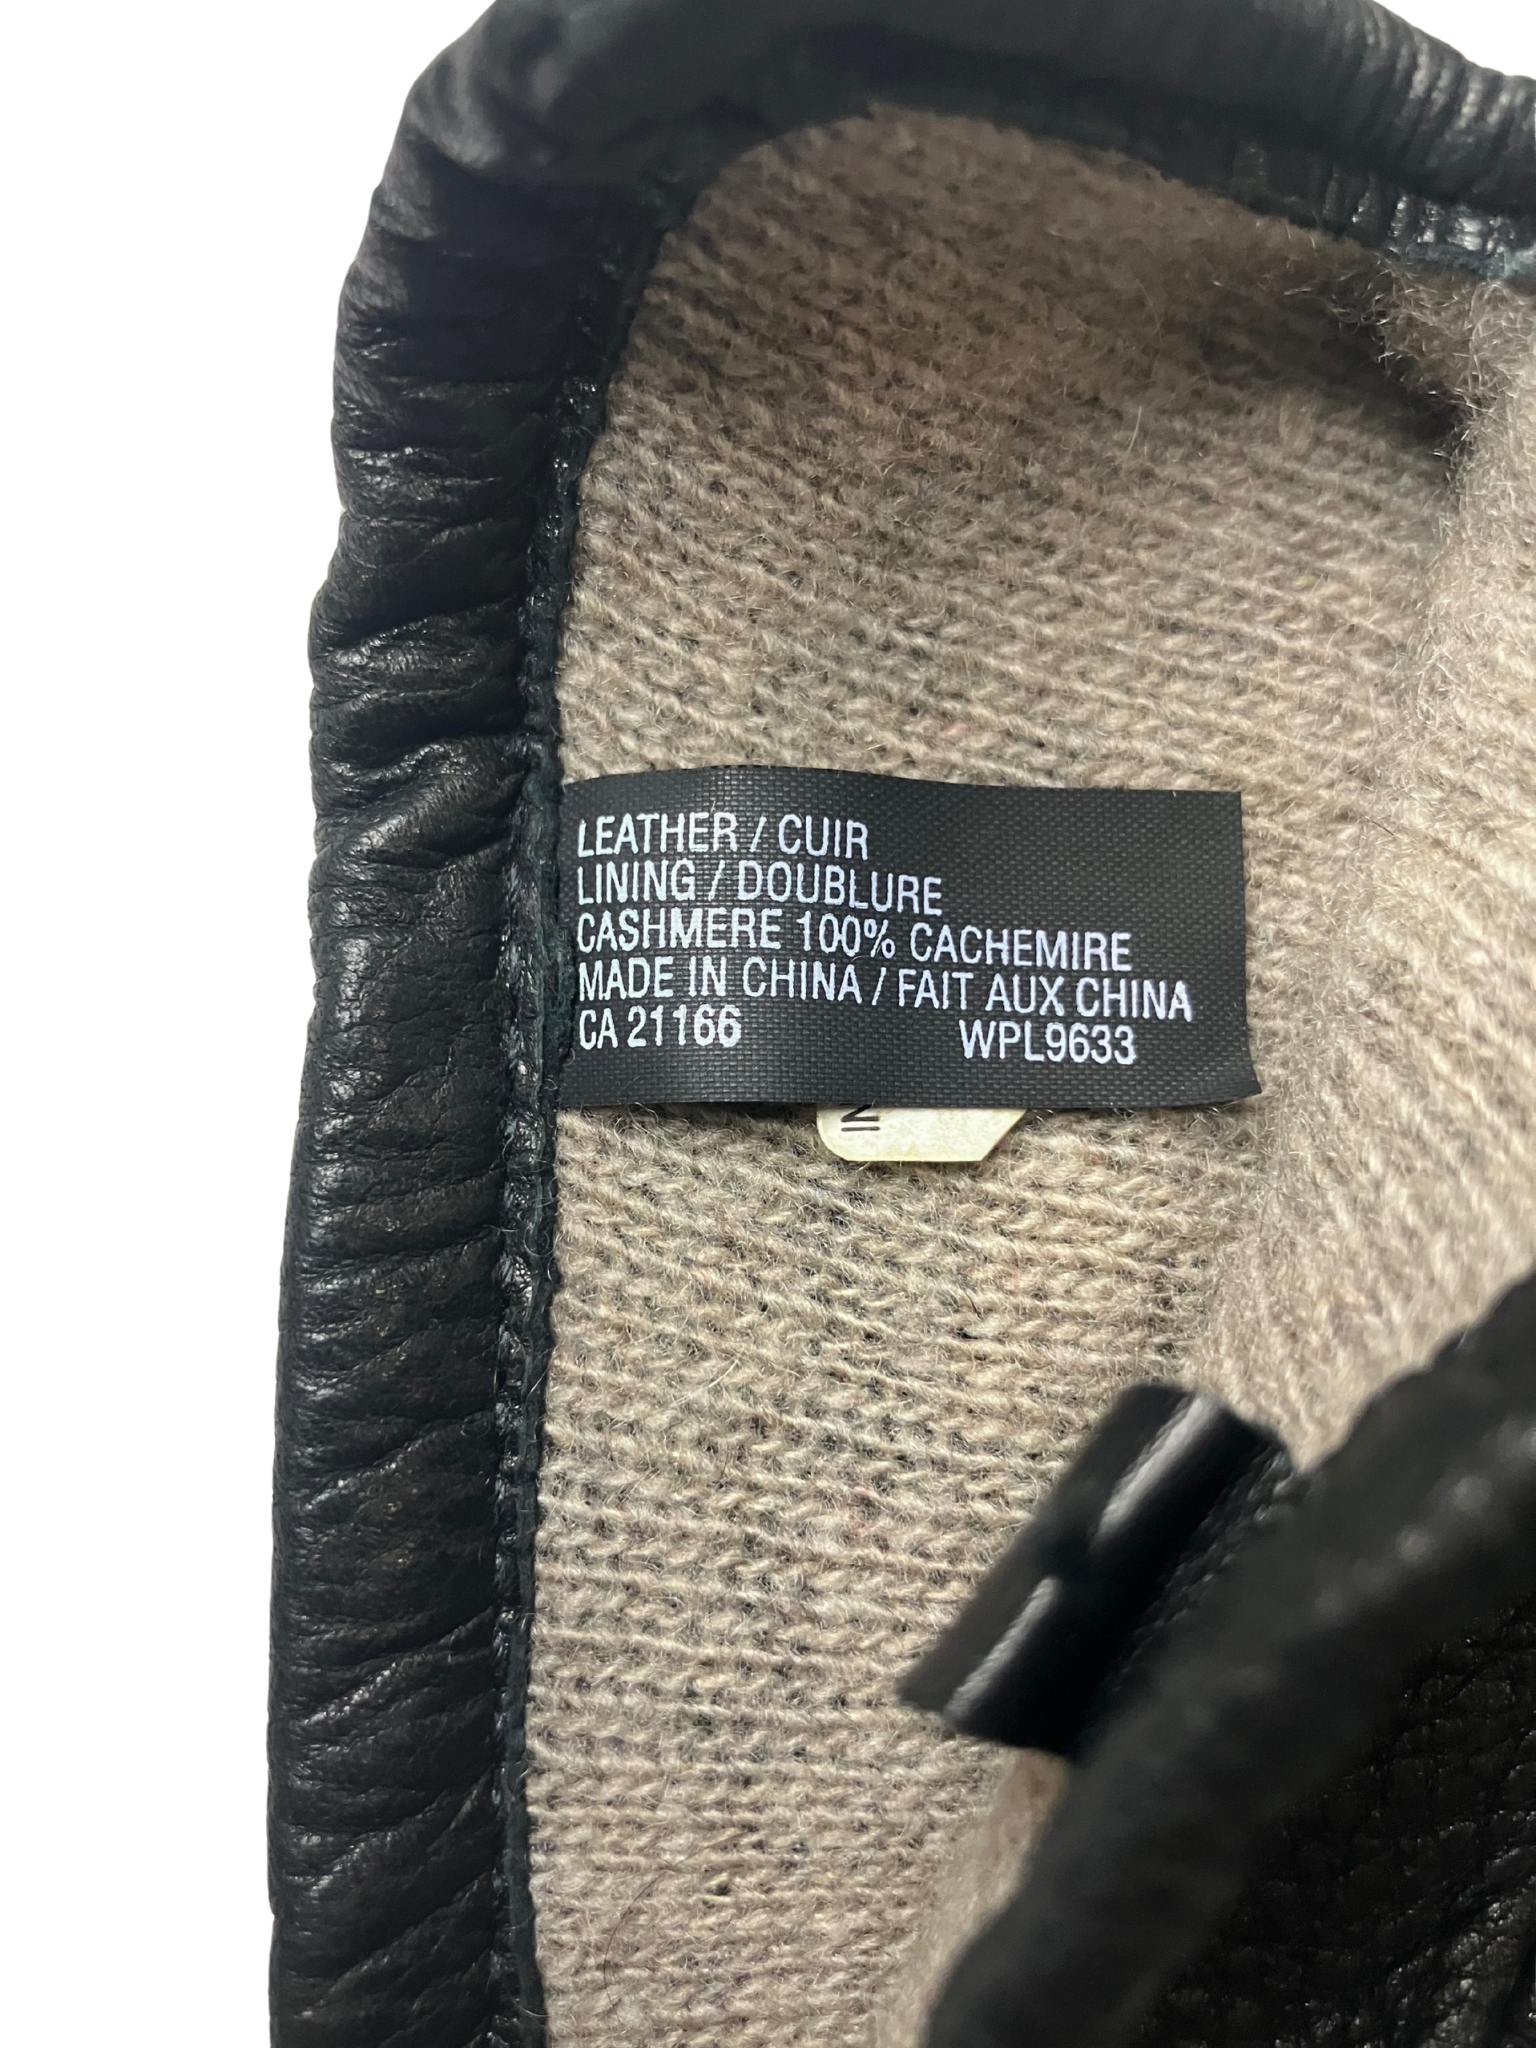 LEATHER / CUIR
LINING / DOUBLURE
CASHMERE 100% CACHEMIRE
MADE IN CHINA / FAIT AUX CHINA
CA 21166 WPL9633